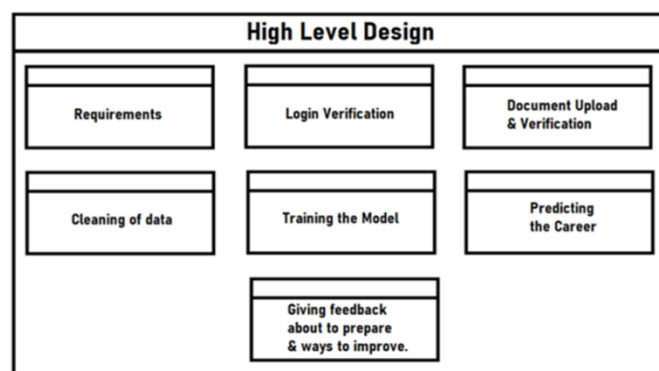 High Level Design
Requirements
Login Verification
Document Upload
& Verification
Cleaning of data
Training the Model
Predicting
the Career
Giving feedback
about to prepare
& ways to improve.